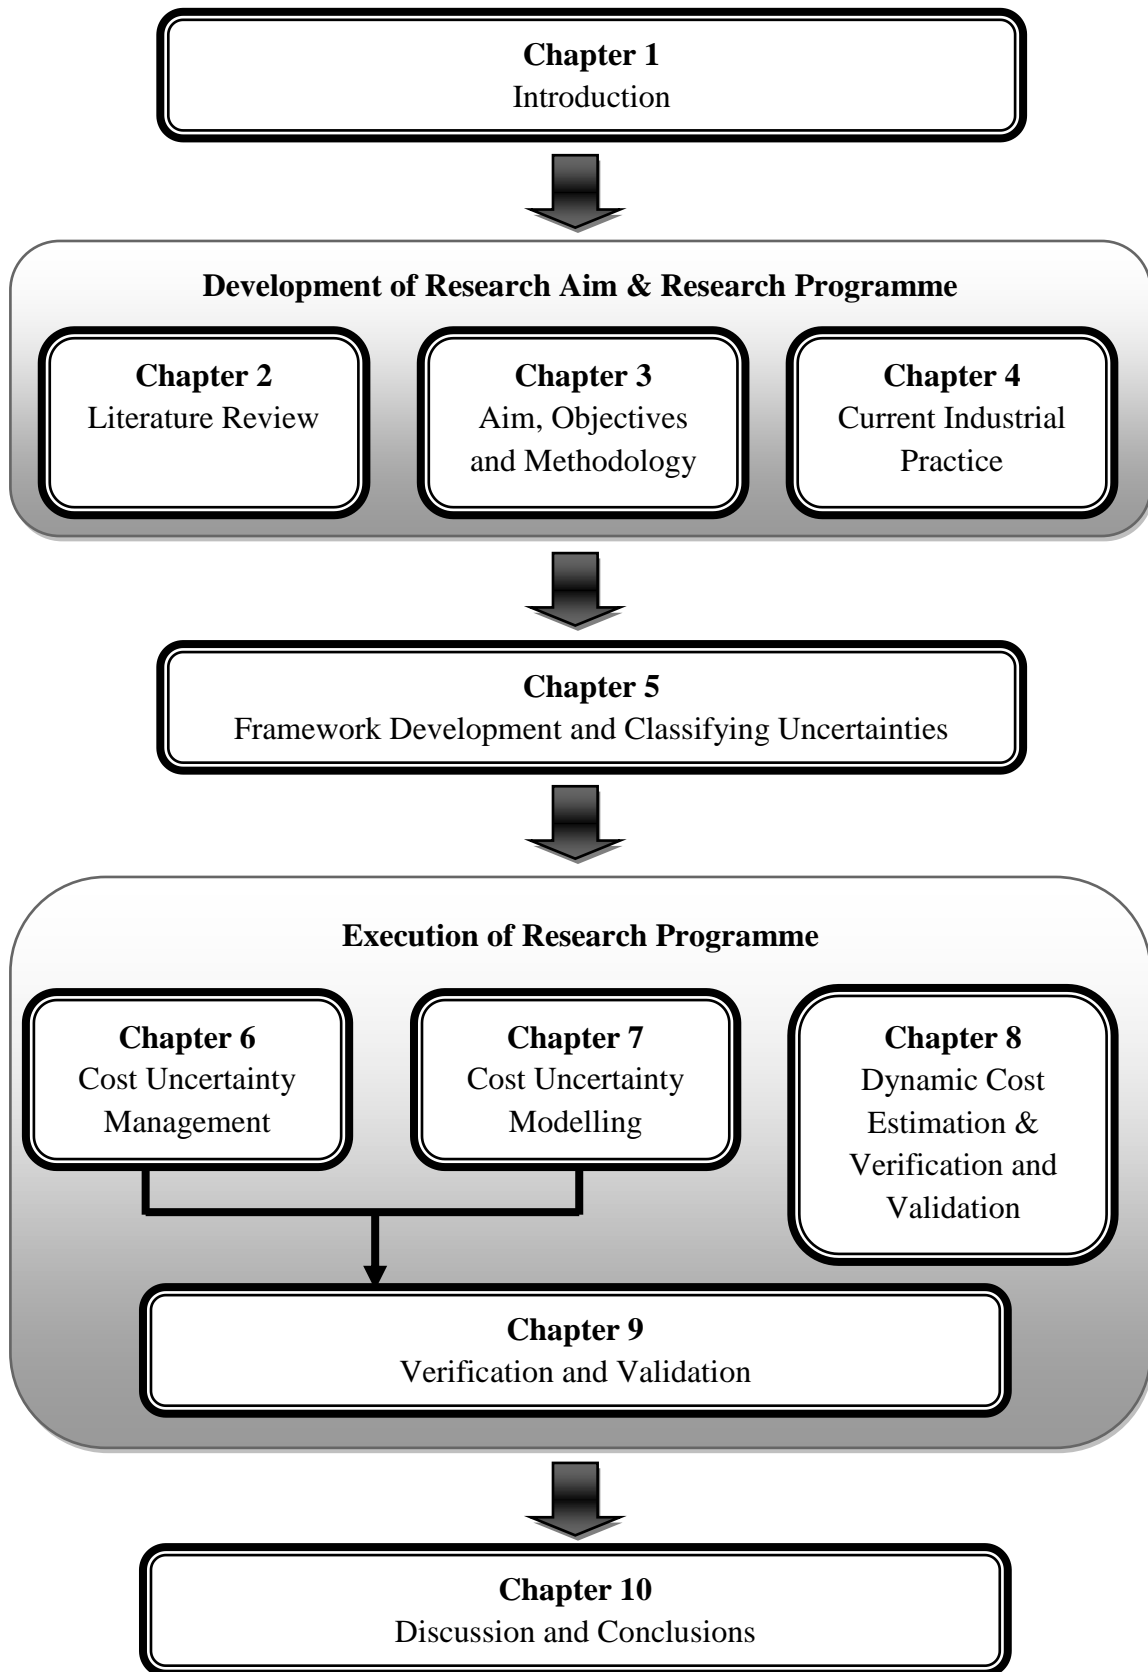 Chapter 1
Introduction
Development of Research Aim & Research Programme
Chapter 2
Literature Review
Chapter 3
Aim, Objectives
and Methodology
Chapter 4
Current Industrial
Practice
Chapter 5
Framework Development and Classifying Uncertainties
Execution of Research Programme
Chapter 6
Cost Uncertainty
Management
Chapter 7
Cost Uncertainty
Modelling
Chapter 8
Dynamic Cost
Estimation &
Verification and
Validation
Chapter 9
Verification and Validation
Chapter 10
Discussion and Conclusions